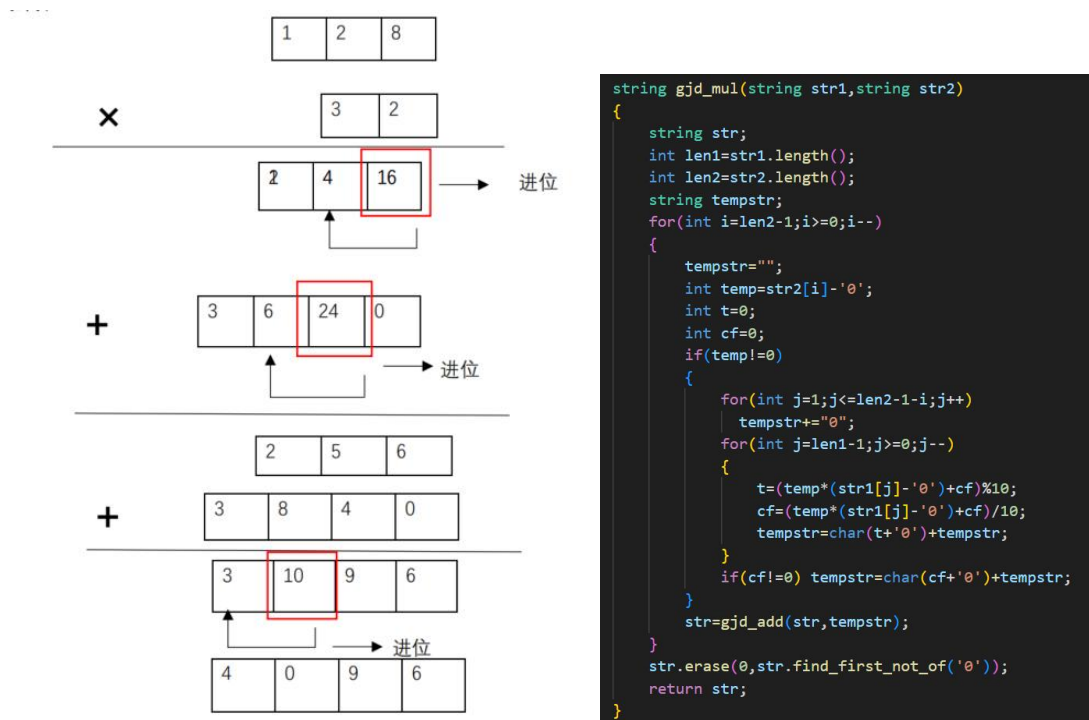 1 2 8
× 3 2
2 4 16
进位
+ 3 6 24 0
进位
2 5 6
+ 3 8 4 0
3 10 9 6
进位
4 0 9 6
string gjd_mul(string str1,string str2)
{
    string str;
    int len1=str1.length();
    int len2=str2.length();
    string tempstr;
    for(int i=len2-1;i>=0;i--)
    {
        tempstr="";
        int temp=str2[i]-'0';
        int t=0;
        int cf=0;
        if(temp!=0)
        {
            for(int j=1;j<=len2-1-i;j++)
              tempstr+="0";
            for(int j=len1-1;j>=0;j--)
            {
                t=(temp*(str1[j]-'0')+cf)%10;
                cf=(temp*(str1[j]-'0')+cf)/10;
                tempstr=char(t+'0')+tempstr;
            }
            if(cf!=0) tempstr=char(cf+'0')+tempstr;
        }
        str=gjd_add(str,tempstr);
    }
    str.erase(0,str.find_first_not_of('0'));
    return str;
}